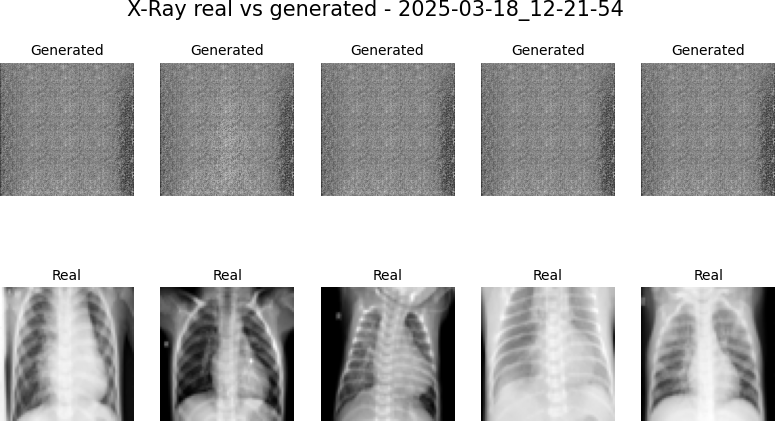 X-Ray real vs generated - 2025-03-18_12-21-54
Generated Generated Generated Generated Generated
Real Real Real Real Real